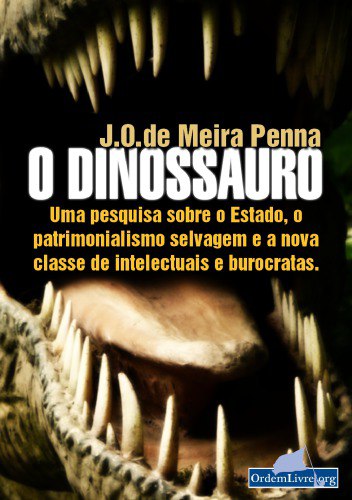 J.O.de Meira Penna
O DINOSSAURO
Uma pesquisa sobre o Estado, o
patrimonialismo selvagem e a nova
classe de intelectuais e burocratas.
OrdemLivre.org